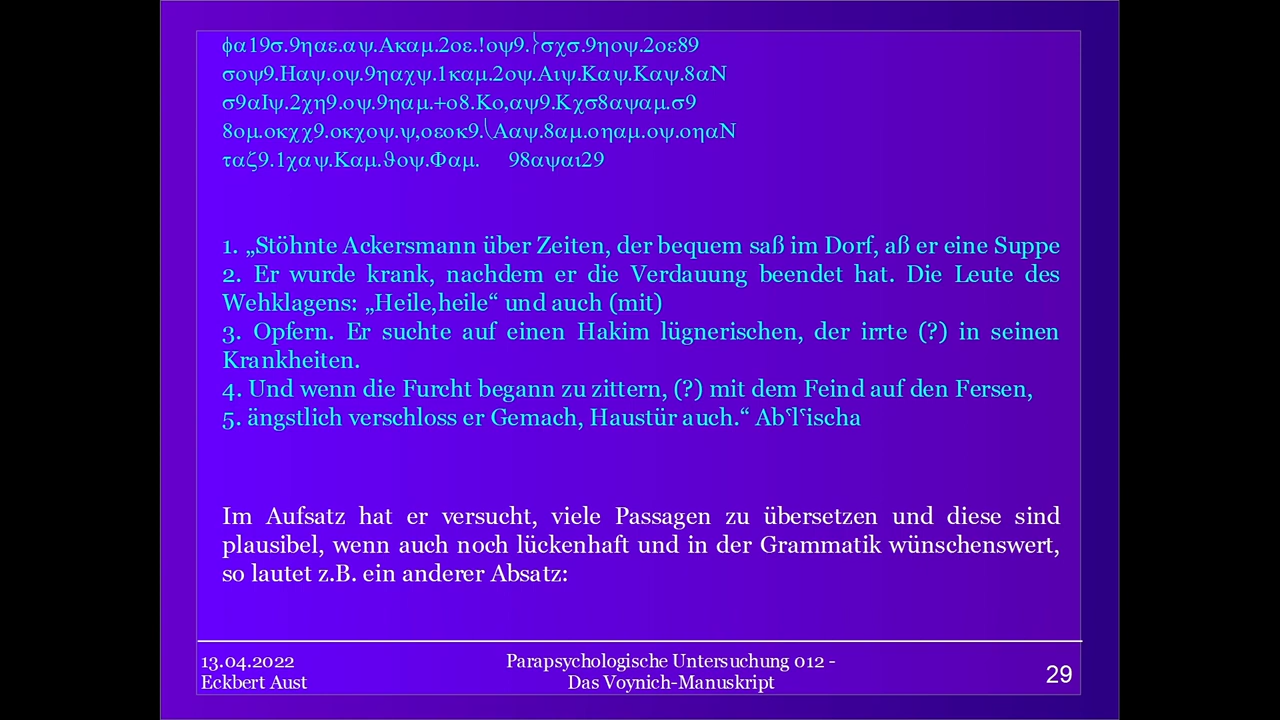 φα19σ.9ηαε.αψ.Ακαμ.2οε.!οψ9.⎱σχσ.9ηοψ.2οε89
σοψ9.Ηαψ.οψ.9ηαχψ.1καμ.2οψ.Αιψ.Καψ.Καψ.8αΝ
σ9αΙψ.2χη9.οψ.9ηαμ.+ο8.Κο,αψ9.Κχσ8αψαμ.σ9
8ομ.οκχχ9.οκχοψ.ψ,οεοκ9.⎝Ααψ.8αμ.οηαμ.οψ.οηαΝ
ταζ9.1χαψ.Καμ.ϑοψ.Φαμ. 98αψαι29
1. „Stöhnte Ackersmann über Zeiten, der bequem saß im Dorf, aß er eine Suppe
2. Er wurde krank, nachdem er die Verdauung beendet hat. Die Leute des
Wehklagens: „Heile,heile“ und auch (mit)
3. Opfern. Er suchte auf einen Hakim lügnerischen, der irrte (?) in seinen
Krankheiten.
4. Und wenn die Furcht begann zu zittern, (?) mit dem Feind auf den Fersen,
5. ängstlich verschloss er Gemach, Haustür auch.“ Abʽlʽischa
Im Aufsatz hat er versucht, viele Passagen zu übersetzen und diese sind
plausibel, wenn auch noch lückenhaft und in der Grammatik wünschenswert,
so lautet z.B. ein anderer Absatz:
13.04.2022
Eckbert Aust
Parapsychologische Untersuchung 012 -
Das Voynich-Manuskript
29